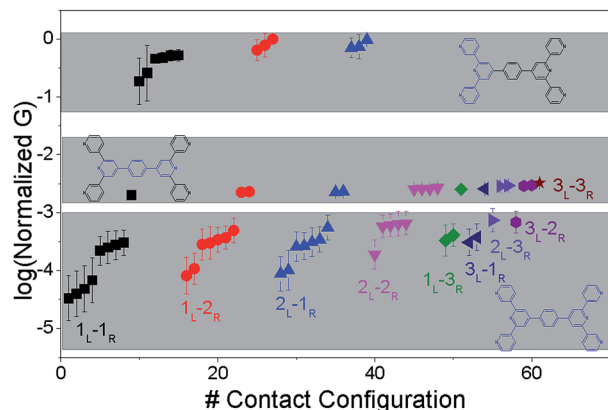 0
-1
-2
-3
-4
-5
log(Normalized G)
1L-1R
1L-2R
2L-1R
2L-2R
1L-3R
3L-1R
2L-3R
3L-2R
3L-3R
0 20 40 60
# Contact Configuration